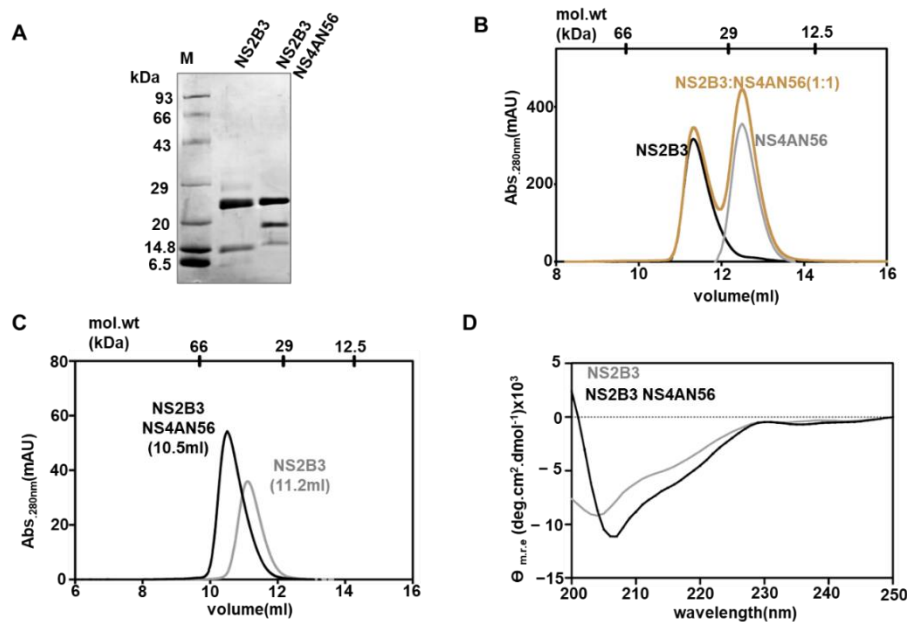 A
M
NS2B3
NS2B3
NS4AN56
kDa
93
66
43
29
20
14.8
6.5
B
mol.wt
(kDa)
66
29
12.5
NS2B3:NS4AN56(1:1)
NS2B3
NS4AN56
Abs.280nm(mAU)
400
200
0
8
10
12
14
16
volume(ml)
C
mol.wt
(kDa)
66
29
12.5
80
60
40
20
0
Abs.280nm(mAU)
NS2B3
NS4AN56
(10.5ml)
NS2B3
(11.2ml)
6
8
10
12
14
16
volume(ml)
D
NS2B3
NS2B3 NS4AN56
5
0
−5
−10
−15
Θ m.r.e (deg.cm².dmol⁻¹)x10³
200
210
220
230
240
250
wavelength(nm)